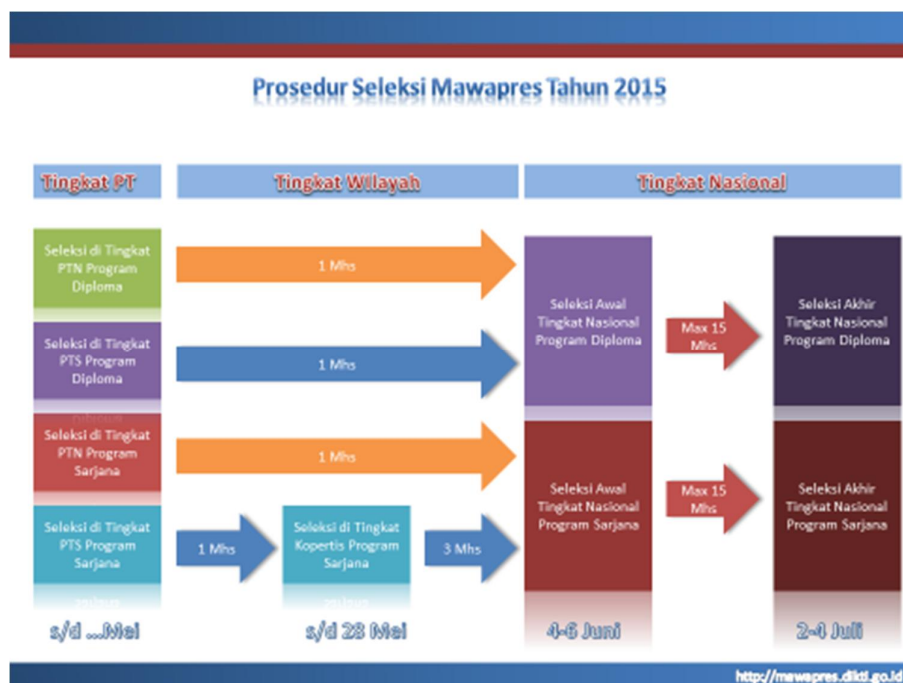 Prosedur Seleksi Mawapres Tahun 2015
Tingkat PT
Tingkat Wilayah
Tingkat Nasional
Seleksi di Tingkat
PTN Program
Diploma
1 Mhs
Seleksi di Tingkat
PTS Program
Diploma
1 Mhs
Seleksi Awal
Tingkat Nasional
Program Diploma
Max 15
Mhs
Seleksi Akhir
Tingkat Nasional
Program Diploma
Seleksi di Tingkat
PTN Program
Sarjana
1 Mhs
Seleksi di Tingkat
PTS Program
Sarjana
1 Mhs
Seleksi di Tingkat
Kopertis Program
Sarjana
3 Mhs
Seleksi Awal
Tingkat Nasional
Program Sarjana
Max 15
Mhs
Seleksi Akhir
Tingkat Nasional
Program Sarjana
s/d ...Mei
s/d 28 Mei
4-6 Juni
2-4 Juli
http://mawapres.dikti.go.id